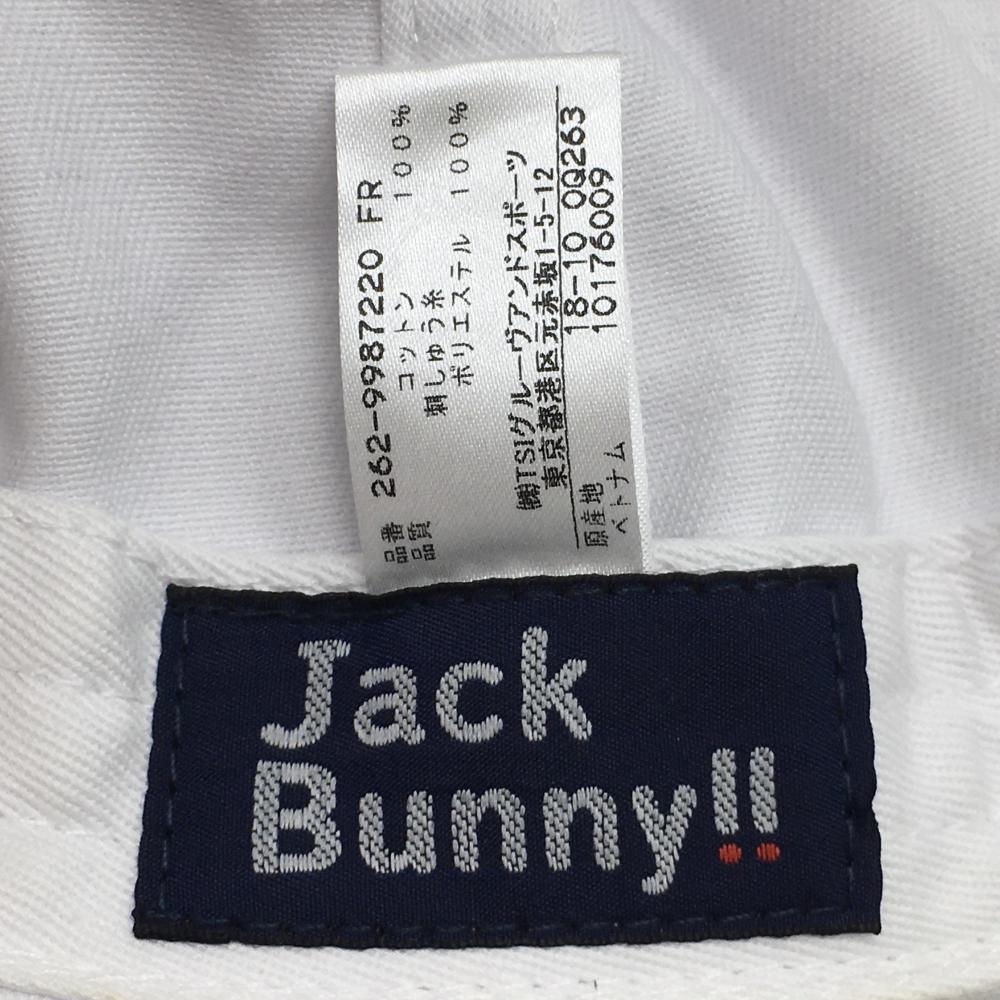 品番 262-9987220 FR
品質 コットン 100%
刺しゅう糸
ポリエステル 100%
㈱TSIグルーヴアンドスポーツ
東京都港区元赤坂1-5-12
18-10 0Q263
原産地 10176009
ベトナム
Jack
Bunny!!